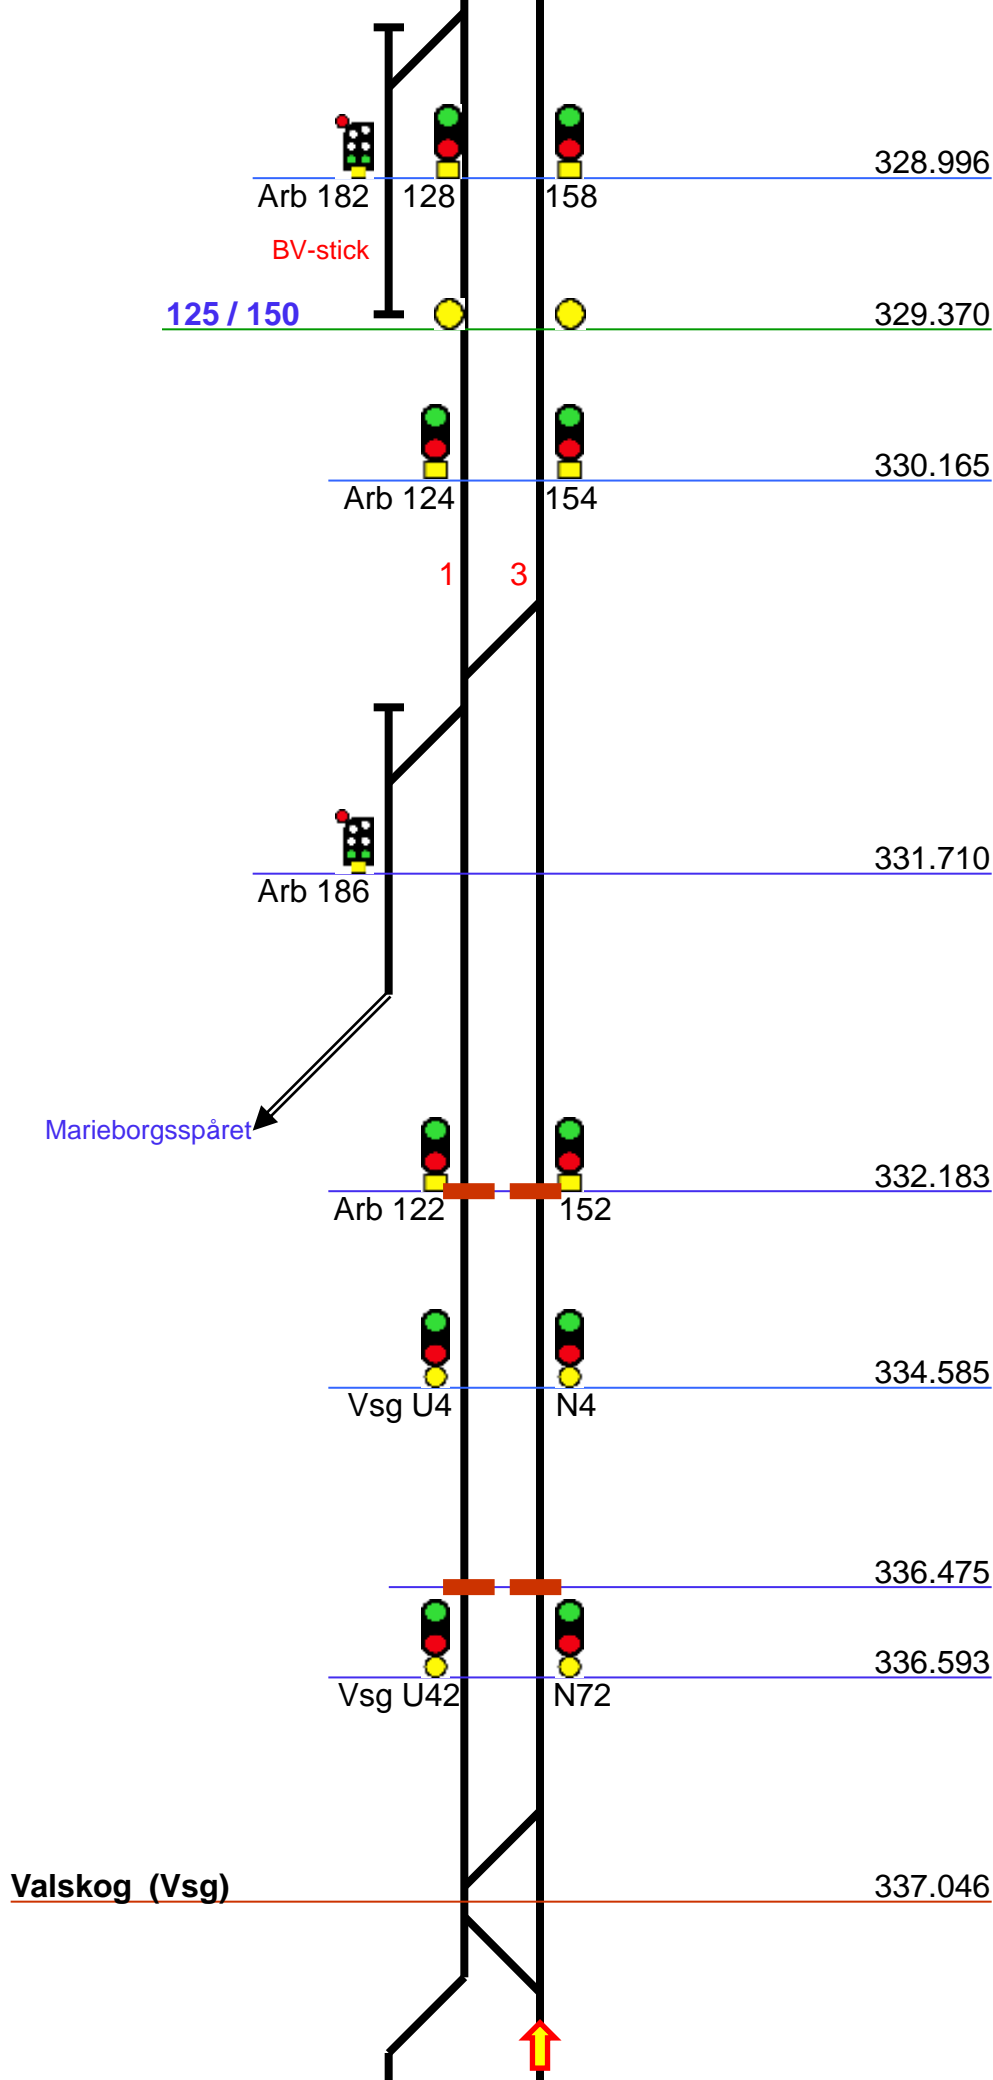 328.996
Arb 182 128 158
BV-stick
125 / 150 329.370
330.165
Arb 124 154
1 3
331.710
Arb 186
Marieborgsspåret
332.183
Arb 122 152
334.585
Vsg U4 N4
336.475
336.593
Vsg U42 N72
Valskog (Vsg) 337.046